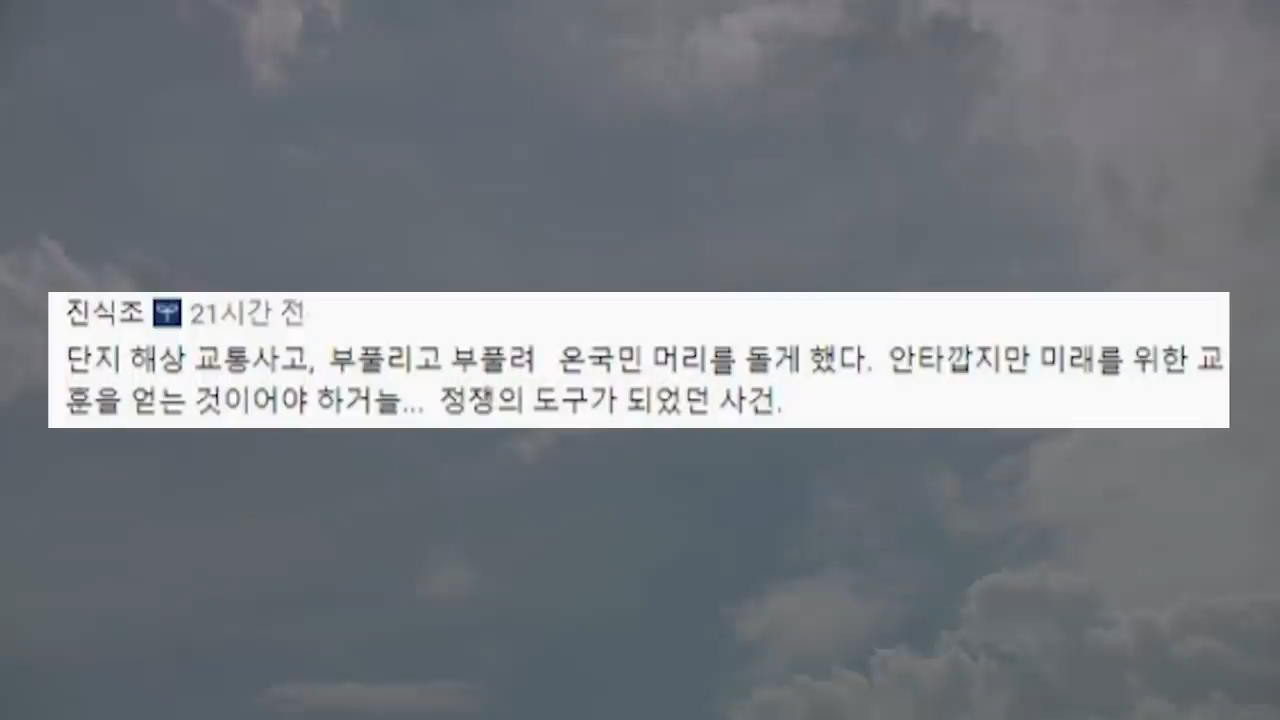 진식조 21시간 전
단지 해상 교통사고, 부풀리고 부풀려 온국민 머리를 돌게 했다. 안타깝지만 미래를 위한 교
훈을 얻는 것이어야 하거늘... 정쟁의 도구가 되었던 사건.